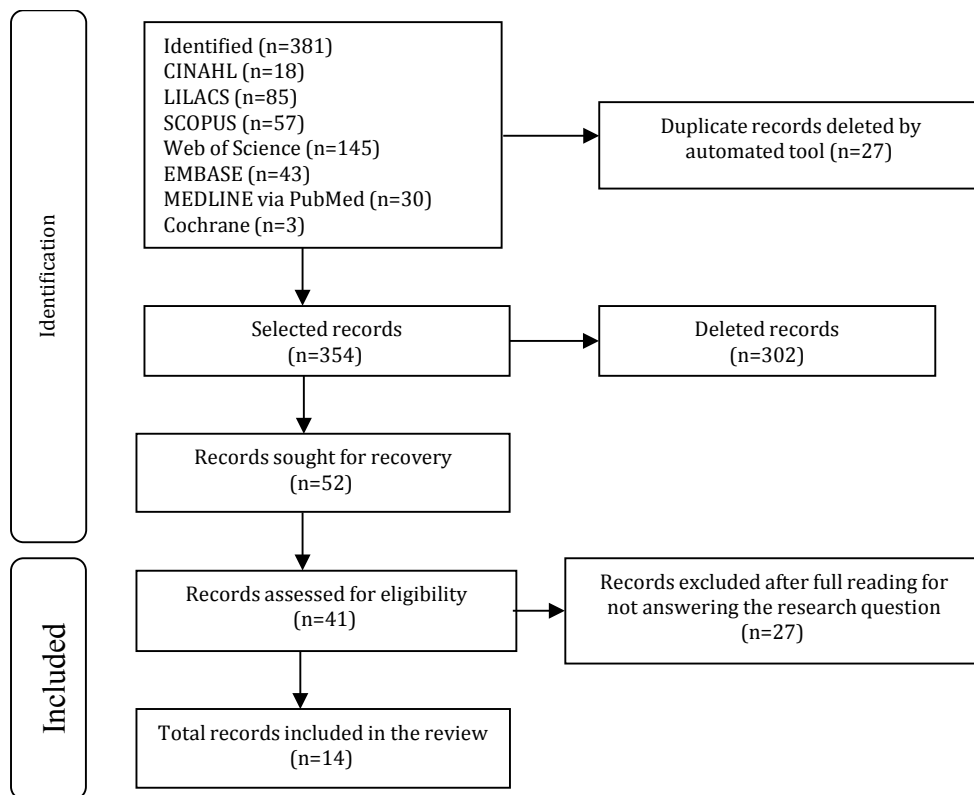 Identification
Identified (n=381)
CINAHL (n=18)
LILACS (n=85)
SCOPUS (n=57)
Web of Science (n=145)
EMBASE (n=43)
MEDLINE via PubMed (n=30)
Cochrane (n=3)
Duplicate records deleted by
automated tool (n=27)
Selected records
(n=354)
Deleted records
(n=302)
Records sought for recovery
(n=52)
Included
Records assessed for eligibility
(n=41)
Records excluded after full reading for
not answering the research question
(n=27)
Total records included in the review
(n=14)